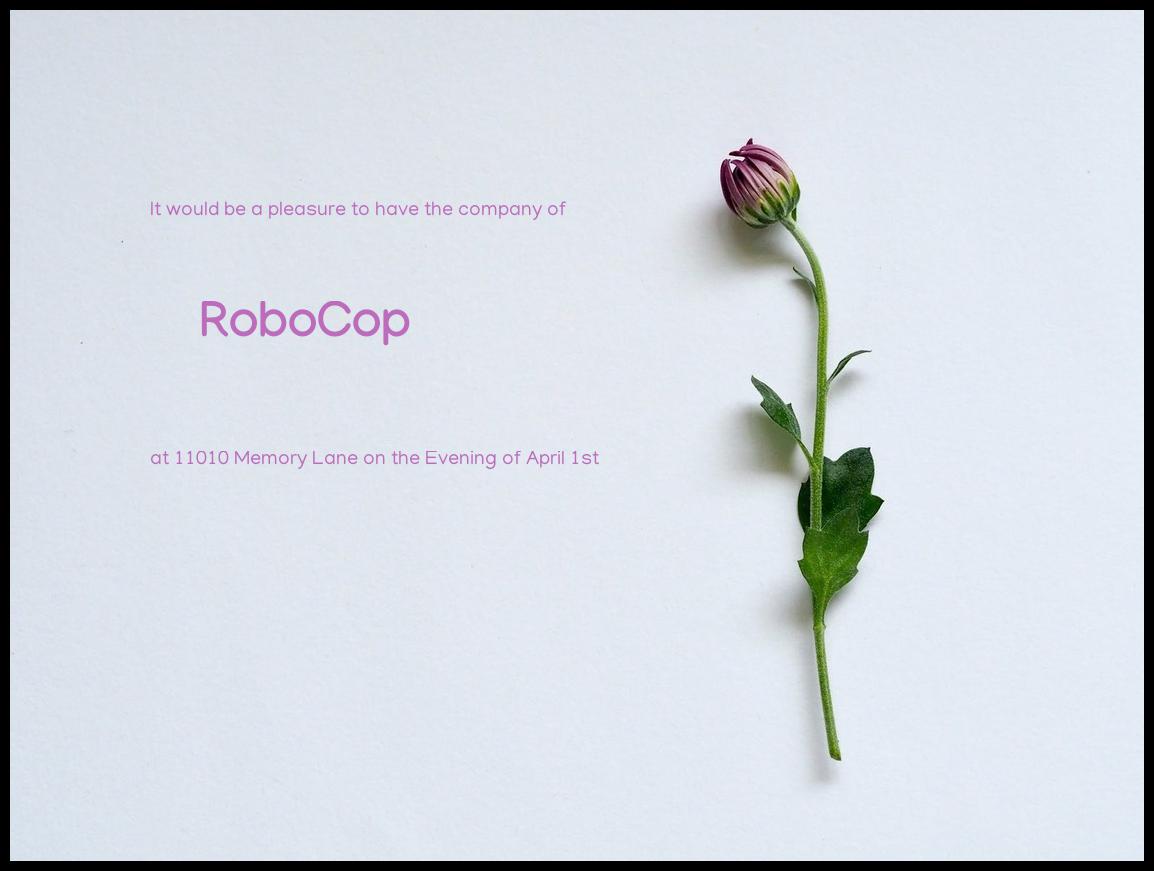 It would be a pleasure to have the company of
RoboCop
at 11010 Memory Lane on the Evening of April 1st